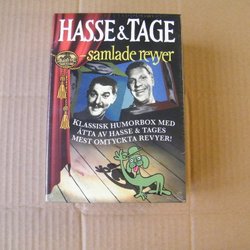 HASSE & TAGE
samlade revyer
KLASSISK HUMORBOX MED
ÅTTA AV HASSE & TAGES
MEST OMTYCKTA REVYER!